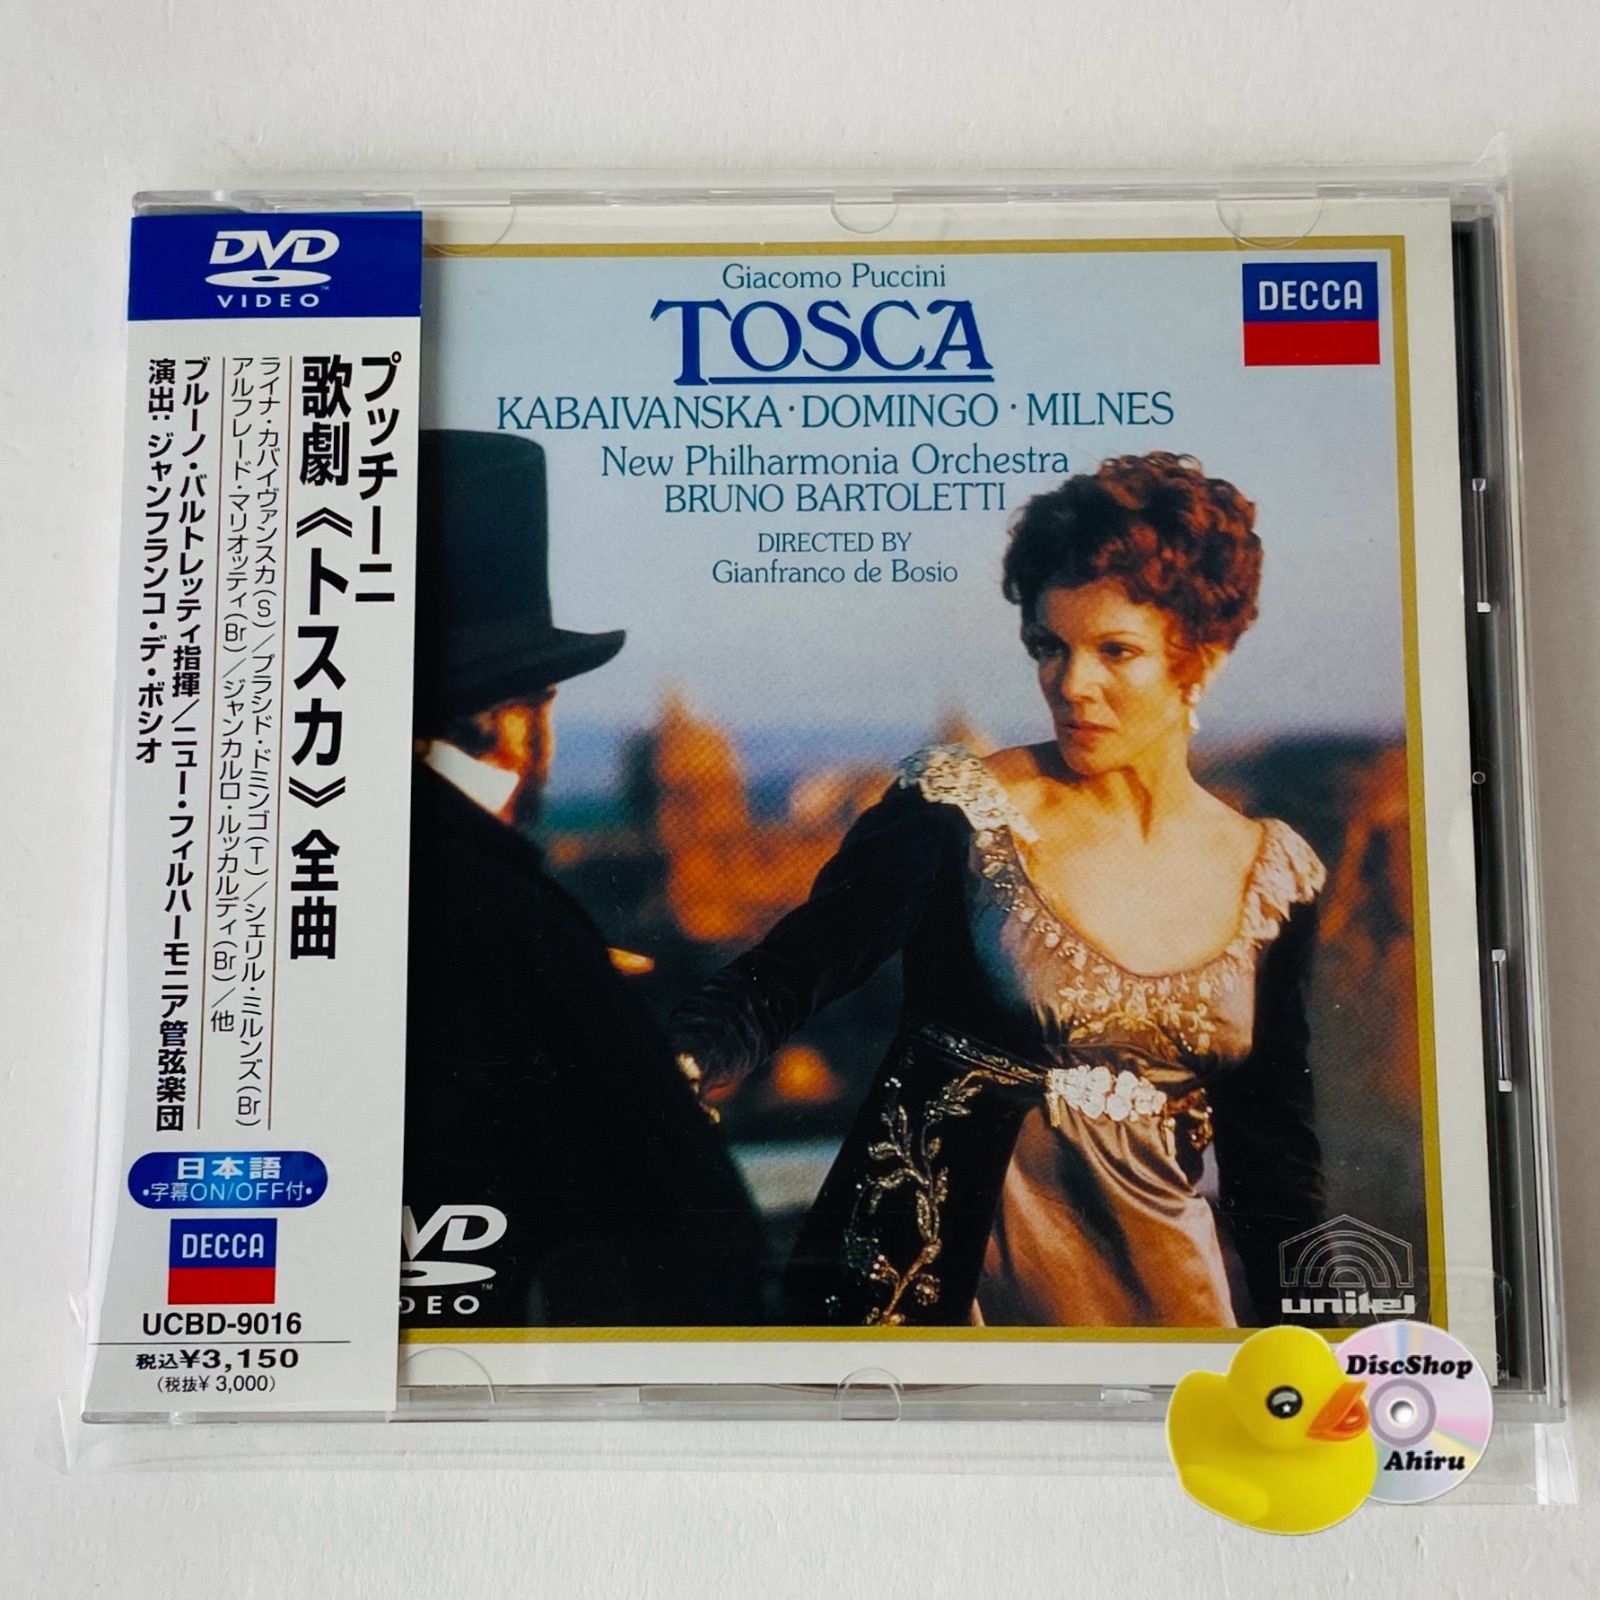 DVD
VIDEO
プッチーニ
歌劇《トスカ》全曲
ライナ・カバイヴァンスカ(S)/プラシド・ドミンゴ(T)/シェリル・ミルンズ(Br)
アルフレード・マリオッティ(Br)/ジャンカルロ・ルッカルディ(Br)/他
ブルーノ・バルトレッティ指揮/ニュー・フィルハーモニア管弦楽団
演出:ジャンフランコ・デ・ボシオ
日本語
・字幕ON/OFF付・
DECCA
UCBD-9016
税込¥3,150
(税抜¥3,000)
Giacomo Puccini
TOSCA
KABAIVANSKA・DOMINGO・MILNES
New Philharmonia Orchestra
BRUNO BARTOLETTI
DIRECTED BY
Gianfranco de Bosio
DECCA
VD
DEO
unitel
DiscShop
Ahiru